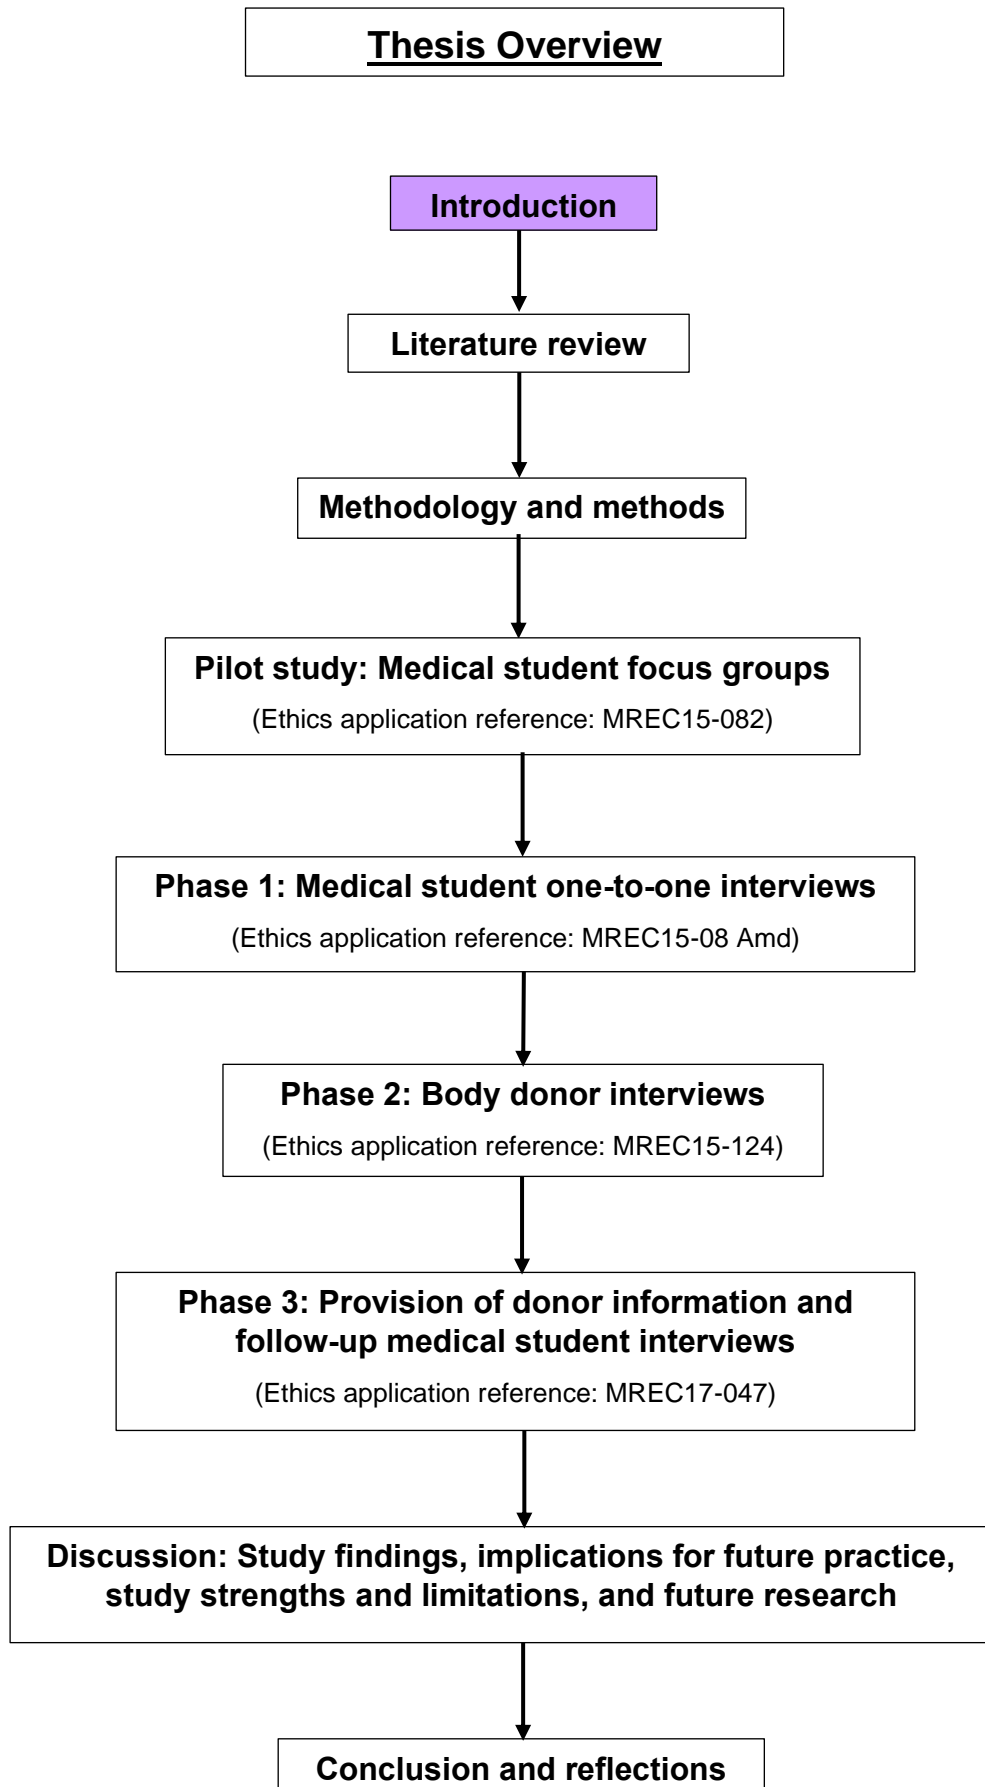 Thesis Overview
Introduction
Literature review
Methodology and methods
Pilot study: Medical student focus groups
(Ethics application reference: MREC15-082)
Phase 1: Medical student one-to-one interviews
(Ethics application reference: MREC15-08 Amd)
Phase 2: Body donor interviews
(Ethics application reference: MREC15-124)
Phase 3: Provision of donor information and
follow-up medical student interviews
(Ethics application reference: MREC17-047)
Discussion: Study findings, implications for future practice,
study strengths and limitations, and future research
Conclusion and reflections